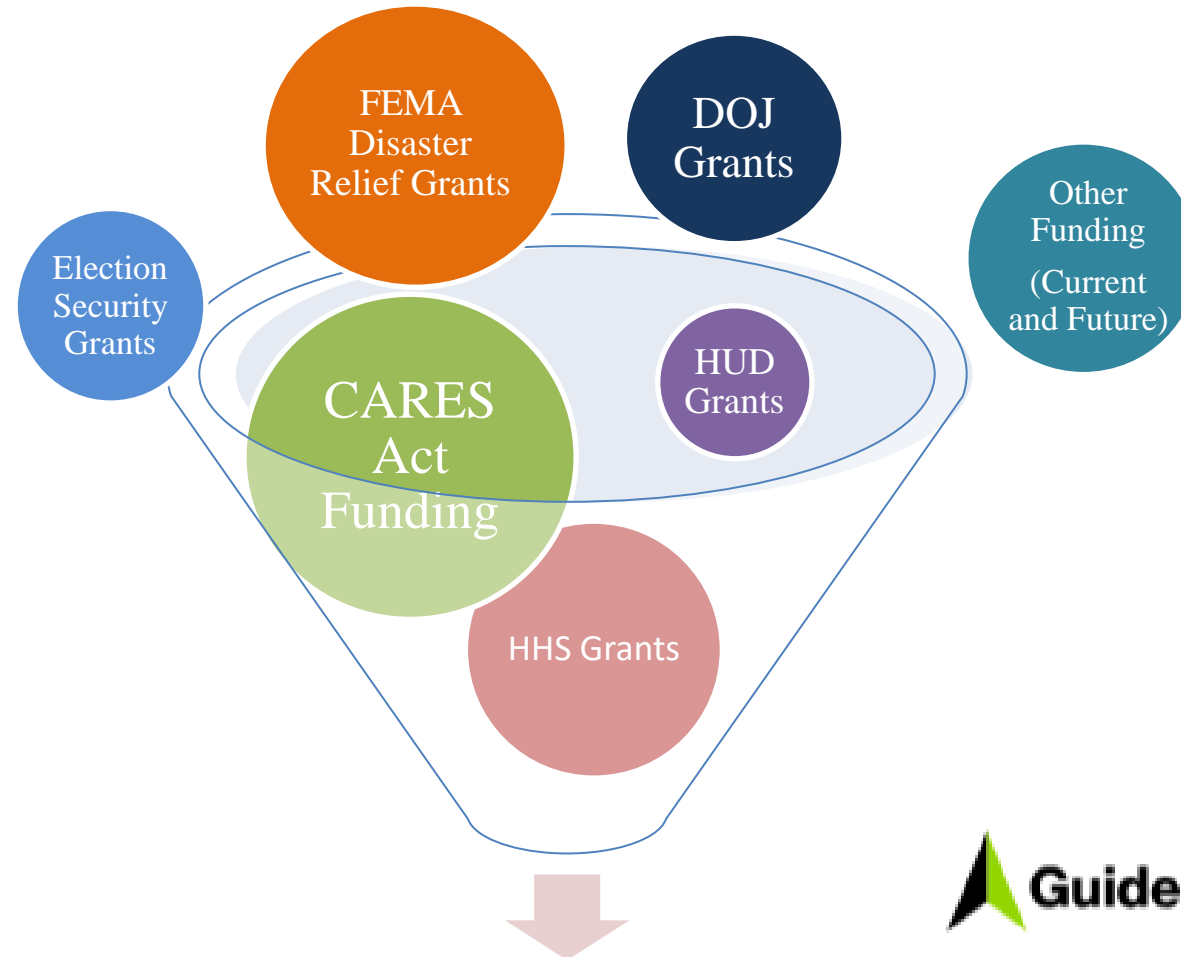 FEMA
Disaster
Relief Grants
DOJ
Grants
Other
Funding
(Current
and Future)
Election
Security
Grants
CARES
Act
Funding
HUD
Grants
HHS Grants
Guide